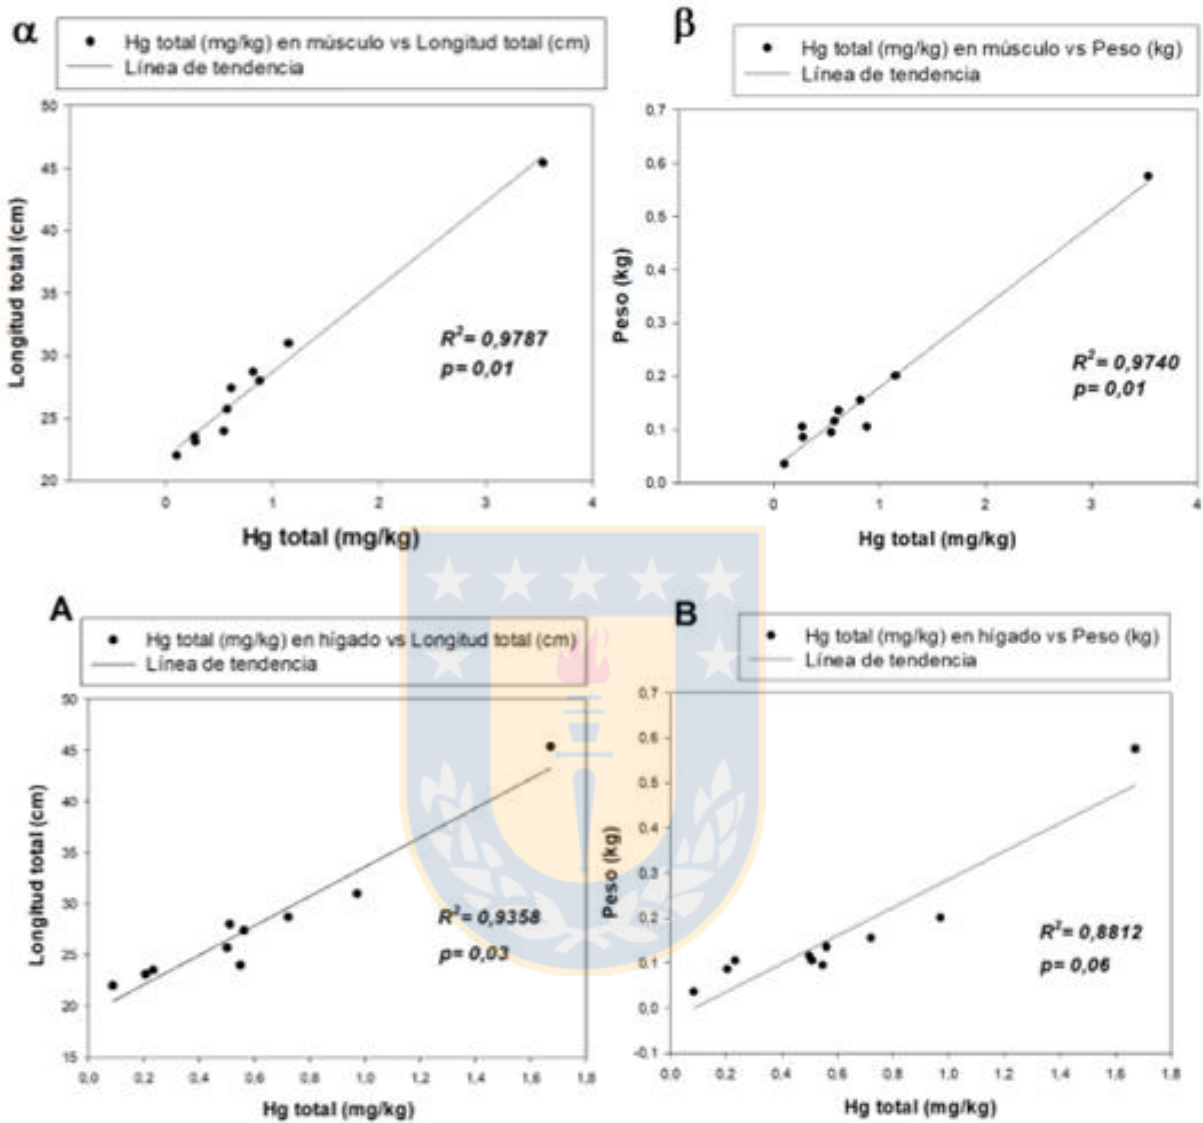 α
Hg total (mg/kg) en músculo vs Longitud total (cm)
Línea de tendencia
50
45
40
35
30
25
20
Longitud total (cm)
R²= 0,9787
p= 0,01
0 1 2 3 4
Hg total (mg/kg)
β
Hg total (mg/kg) en músculo vs Peso (kg)
Línea de tendencia
0,7
0,6
0,5
0,4
0,3
0,2
0,1
0.0
Peso (kg)
R²= 0,9740
p= 0,01
0 1 2 3 4
Hg total (mg/kg)
A
Hg total (mg/kg) en hígado vs Longitud total (cm)
Línea de tendencia
50
45
40
35
30
25
20
15
Longitud total (cm)
R²= 0,9358
p= 0,03
0,0 0,2 0,4 0,6 0,8 1,0 1,2 1,4 1,6 1,8
Hg total (mg/kg)
B
Hg total (mg/kg) en hígado vs Peso (kg)
Línea de tendencia
0,7
0,6
0,5
0,4
0,3
0,2
0,1
0,0
-0,1
Peso (kg)
R²= 0,8812
p= 0,06
0,0 0,2 0,4 0,6 0,8 1,0 1,2 1,4 1,6 1,8
Hg total (mg/kg)